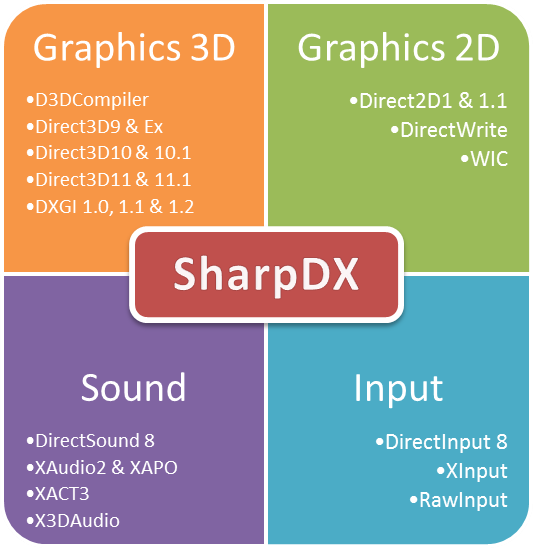 Graphics 3D
•D3DCompiler
•Direct3D9 & Ex
•Direct3D10 & 10.1
•Direct3D11 & 11.1
•DXGI 1.0, 1.1 & 1.2
Graphics 2D
•Direct2D1 & 1.1
•DirectWrite
•WIC
SharpDX
Sound
•DirectSound 8
•XAudio2 & XAPO
•XACT3
•X3DAudio
Input
•DirectInput 8
•XInput
•RawInput